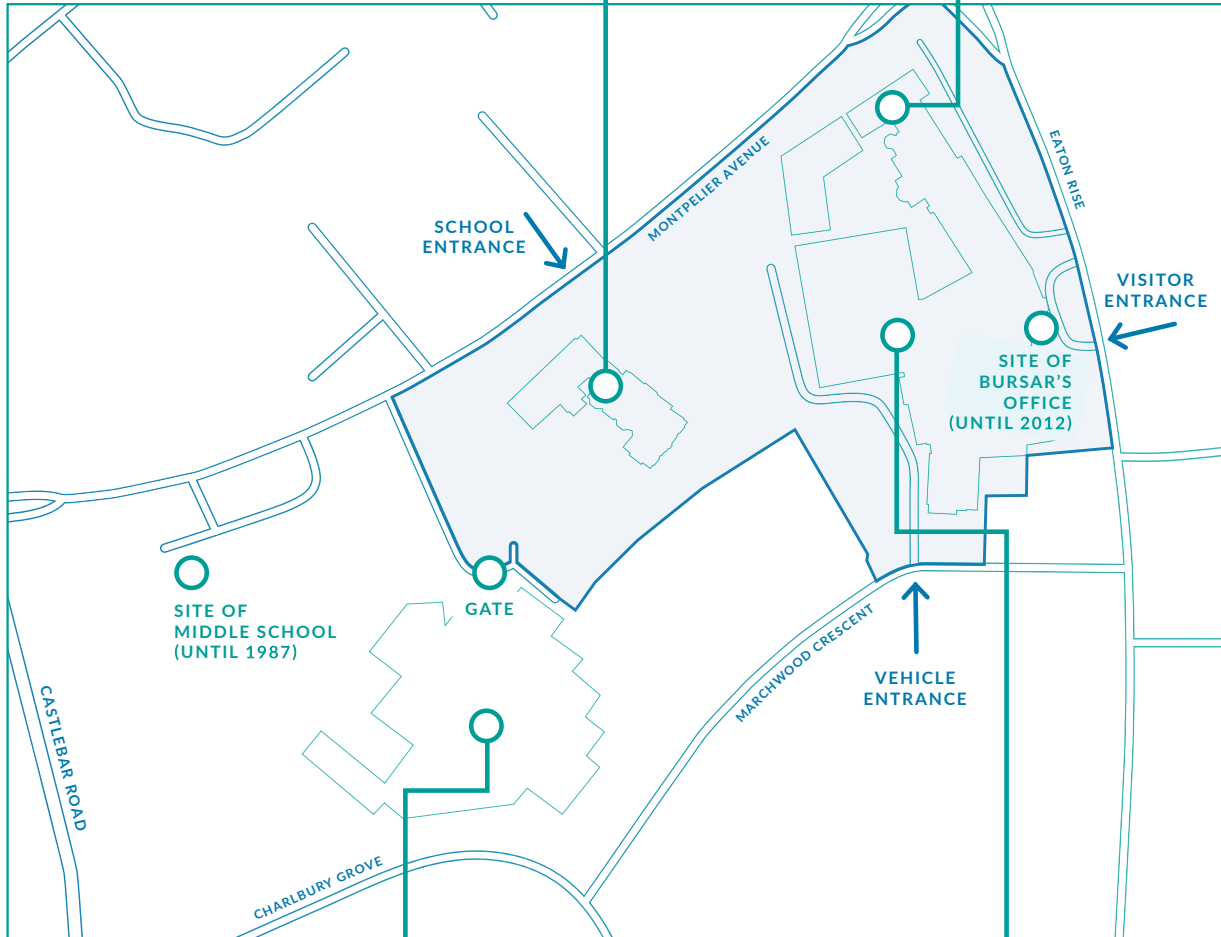 MONTPELIER AVENUE
EATON RISE
SCHOOL
ENTRANCE
VISITOR
ENTRANCE
SITE OF
BURSAR'S
OFFICE
(UNTIL 2012)
SITE OF
MIDDLE SCHOOL
(UNTIL 1987)
GATE
MARCHWOOD CRESCENT
VEHICLE
ENTRANCE
CASTLEBAR ROAD
CHARLBURY GROVE